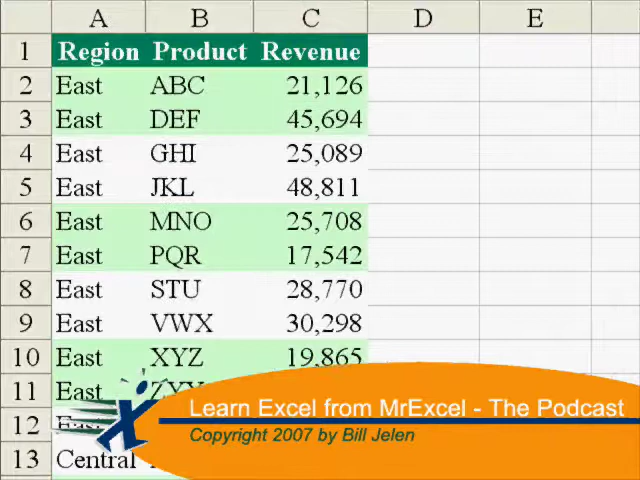 A B C D E
1 Region Product Revenue
2 East ABC 21,126
3 East DEF 45,694
4 East GHI 25,089
5 East JKL 48,811
6 East MNO 25,708
7 East PQR 17,542
8 East STU 28,770
9 East VWX 30,298
10 East XYZ 19,865
11 East
12 East
13 Central
Learn Excel from MrExcel - The Podcast
Copyright 2007 by Bill Jelen